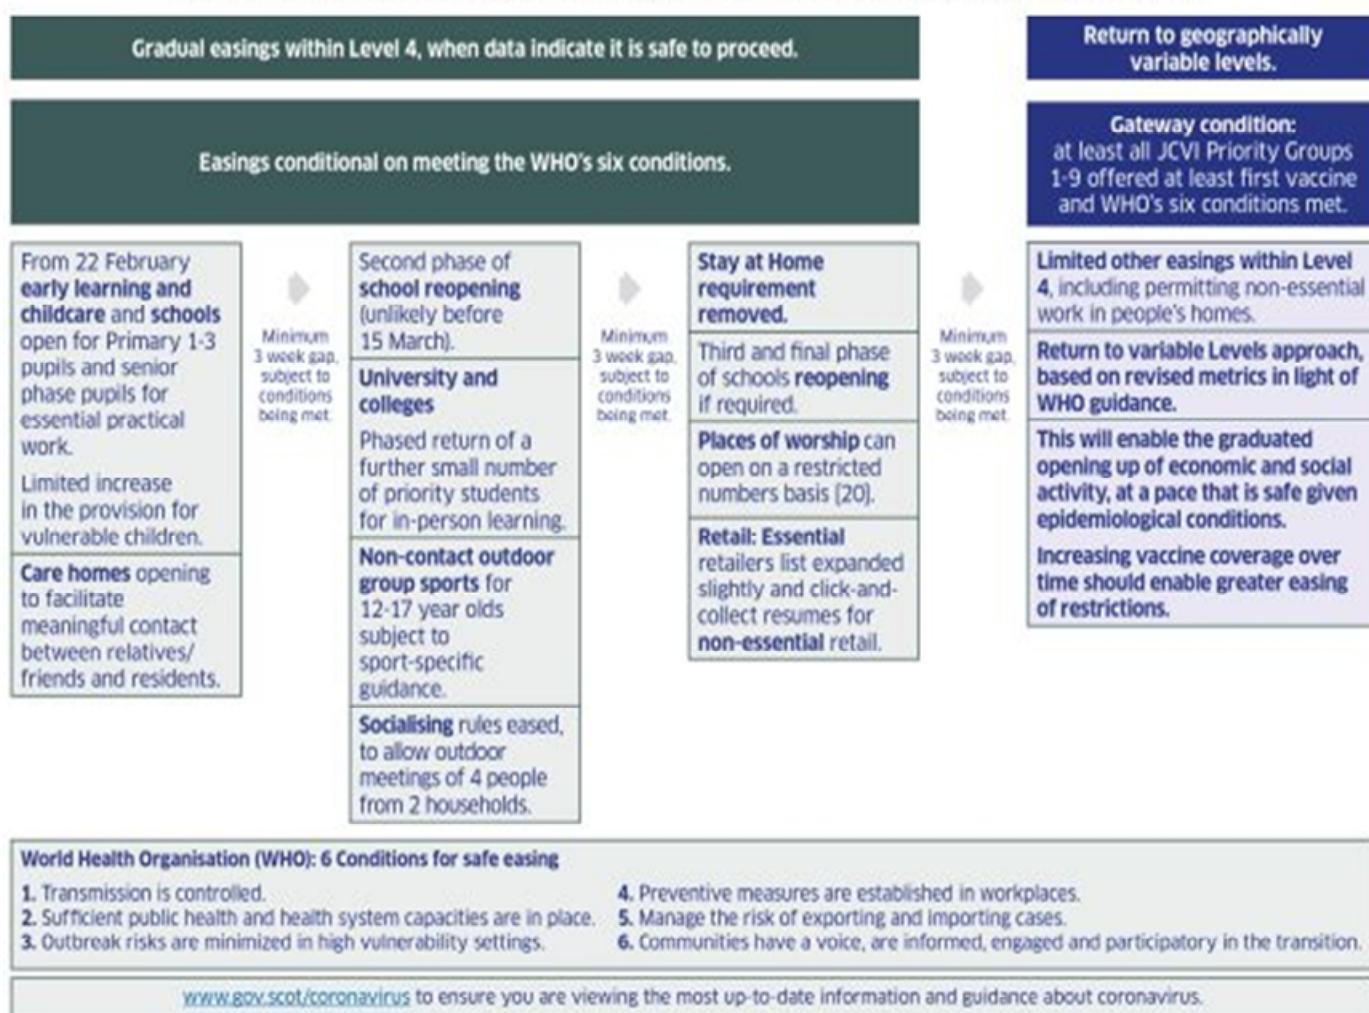 Gradual easings within Level 4, when data indicate it is safe to proceed.
Return to geographically
variable levels.
Easings conditional on meeting the WHO's six conditions.
Gateway condition:
at least all JCVI Priority Groups
1-9 offered at least first vaccine
and WHO's six conditions met.
From 22 February
early learning and
childcare and schools
open for Primary 1-3
pupils and senior
phase pupils for
essential practical
work.
Limited increase
in the provision for
vulnerable children.
Care homes opening
to facilitate
meaningful contact
between relatives/
friends and residents.
Minimum
3 week gap,
subject to
conditions
being met.
Second phase of
school reopening
(unlikely before
15 March).
University and
colleges
Phased return of a
further small number
of priority students
for in-person learning.
Non-contact outdoor
group sports for
12-17 year olds
subject to
sport-specific
guidance.
Socialising rules eased,
to allow outdoor
meetings of 4 people
from 2 households.
Minimum
3 week gap,
subject to
conditions
being met.
Stay at Home
requirement
removed.
Third and final phase
of schools reopening
if required.
Places of worship can
open on a restricted
numbers basis (20).
Retail: Essential
retailers list expanded
slightly and click-and-
collect resumes for
non-essential retail.
Minimum
3 week gap,
subject to
conditions
being met.
Limited other easings within Level
4, including permitting non-essential
work in people's homes.
Return to variable Levels approach,
based on revised metrics in light of
WHO guidance.
This will enable the graduated
opening up of economic and social
activity, at a pace that is safe given
epidemiological conditions.
Increasing vaccine coverage over
time should enable greater easing
of restrictions.
World Health Organisation (WHO): 6 Conditions for safe easing
1. Transmission is controlled.
2. Sufficient public health and health system capacities are in place.
3. Outbreak risks are minimized in high vulnerability settings.
4. Preventive measures are established in workplaces.
5. Manage the risk of exporting and importing cases.
6. Communities have a voice, are informed, engaged and participatory in the transition.
www.gov.scot/coronavirus to ensure you are viewing the most up-to-date information and guidance about coronavirus.